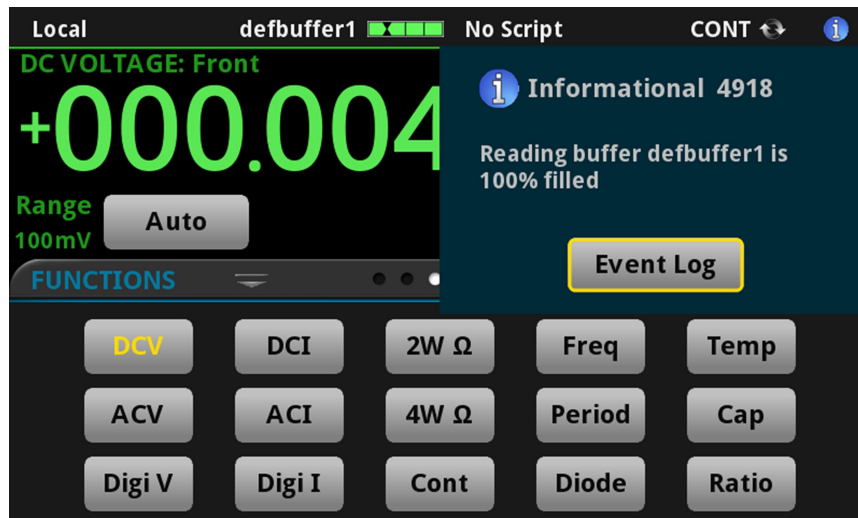 Local defbuffer1 No Script CONT
DC VOLTAGE: Front
+000.004
Range
100mV
Auto
FUNCTIONS
Informational 4918
Reading buffer defbuffer1 is
100% filled
Event Log
DCV DCI 2W Ω Freq Temp
ACV ACI 4W Ω Period Cap
Digi V Digi I Cont Diode Ratio